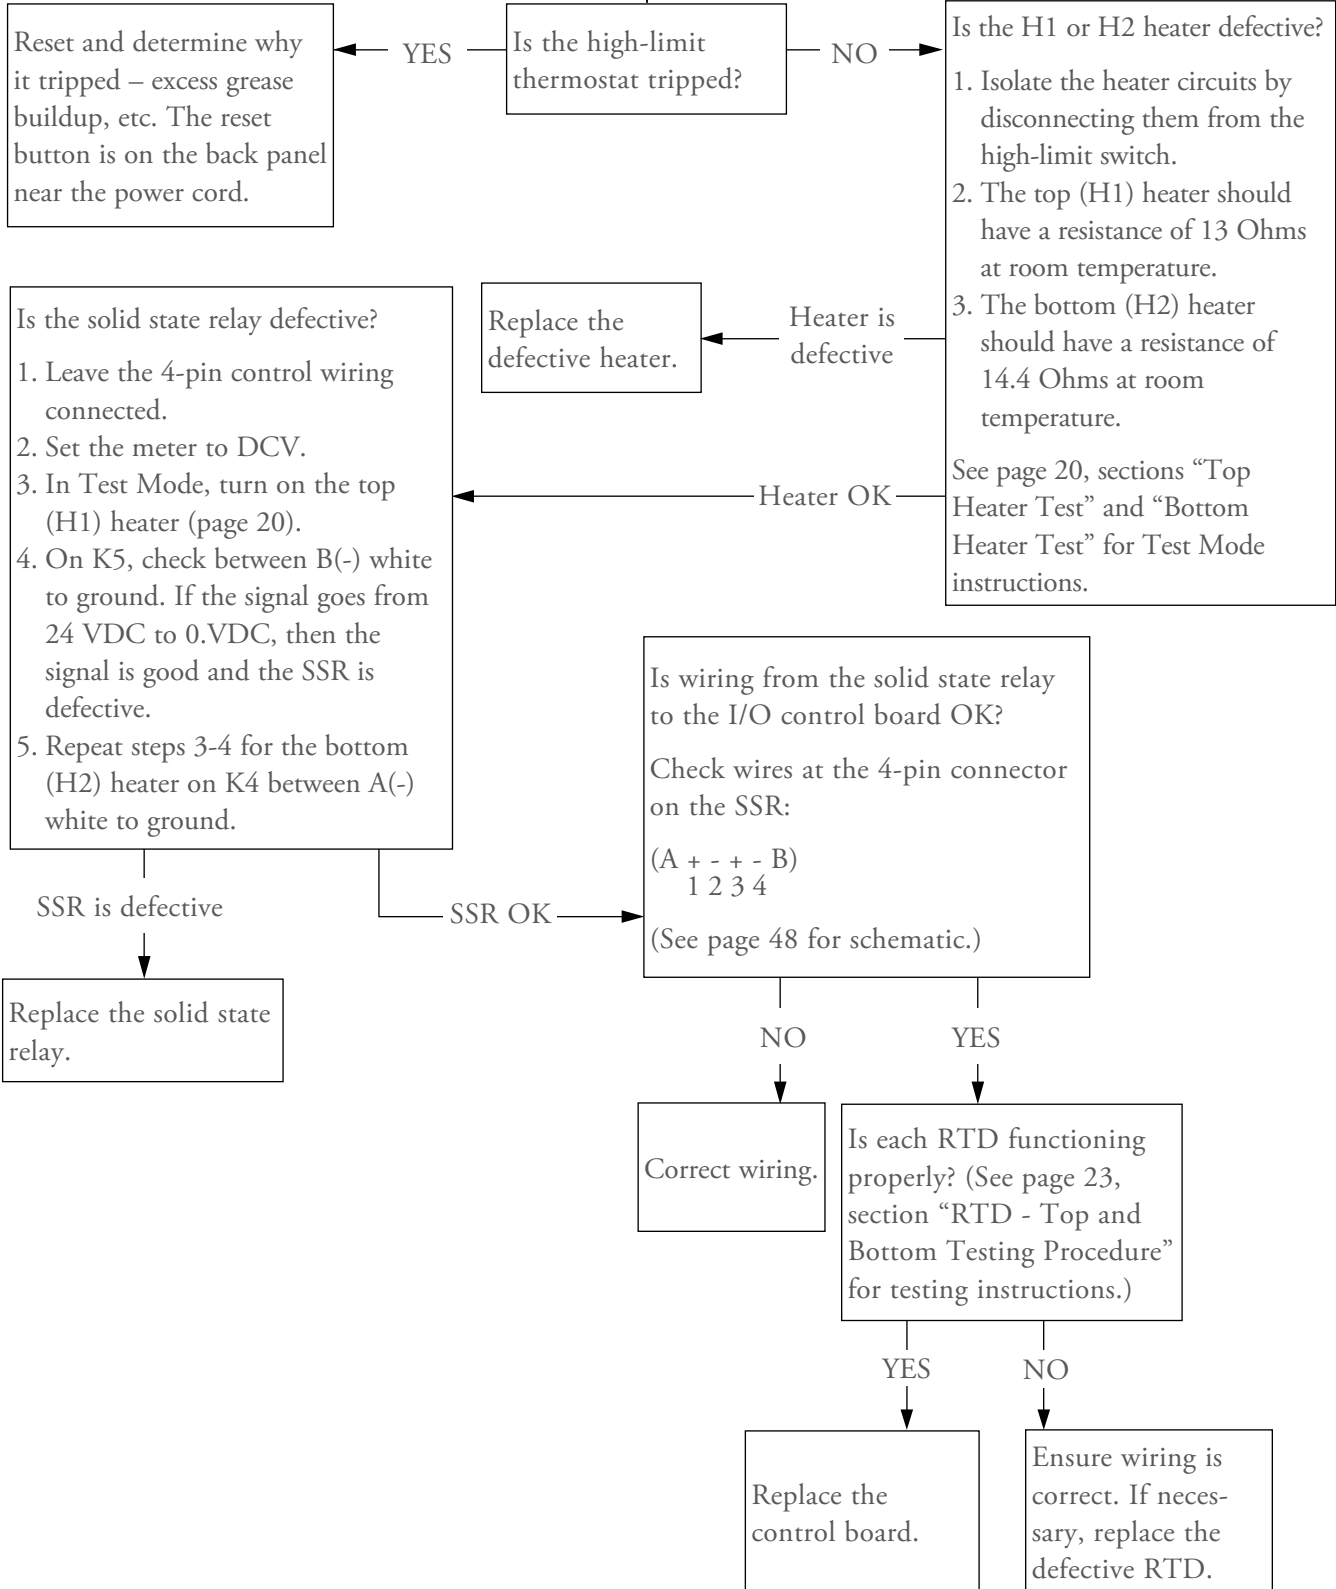 Reset and determine why
it tripped – excess grease
buildup, etc. The reset
button is on the back panel
near the power cord.
YES
Is the high-limit
thermostat tripped?
NO
Is the H1 or H2 heater defective?
1. Isolate the heater circuits by
disconnecting them from the
high-limit switch.
2. The top (H1) heater should
have a resistance of 13 Ohms
at room temperature.
3. The bottom (H2) heater
should have a resistance of
14.4 Ohms at room
temperature.
See page 20, sections “Top
Heater Test” and “Bottom
Heater Test” for Test Mode
instructions.
Heater is
defective
Replace the
defective heater.
Heater OK
Is the solid state relay defective?
1. Leave the 4-pin control wiring
connected.
2. Set the meter to DCV.
3. In Test Mode, turn on the top
(H1) heater (page 20).
4. On K5, check between B(-) white
to ground. If the signal goes from
24 VDC to 0.VDC, then the
signal is good and the SSR is
defective.
5. Repeat steps 3-4 for the bottom
(H2) heater on K4 between A(-)
white to ground.
SSR is defective
Replace the solid state
relay.
SSR OK
Is wiring from the solid state relay
to the I/O control board OK?
Check wires at the 4-pin connector
on the SSR:
(A + - + - B)
1 2 3 4
(See page 48 for schematic.)
NO
YES
Correct wiring.
Is each RTD functioning
properly? (See page 23,
section “RTD - Top and
Bottom Testing Procedure”
for testing instructions.)
YES
NO
Replace the
control board.
Ensure wiring is
correct. If neces-
sary, replace the
defective RTD.